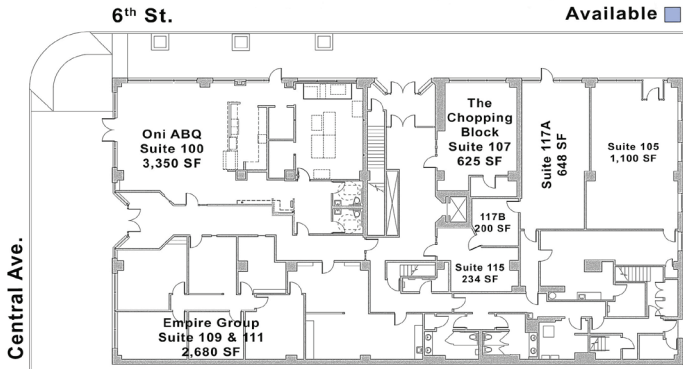 6th St.
Available
Oni ABQ
Suite 100
3,350 SF
The
Chopping
Block
Suite 107
625 SF
Suite 117A
648 SF
Suite 105
1,100 SF
117B
200 SF
Suite 115
234 SF
Central Ave.
Empire Group
Suite 109 & 111
2,680 SF